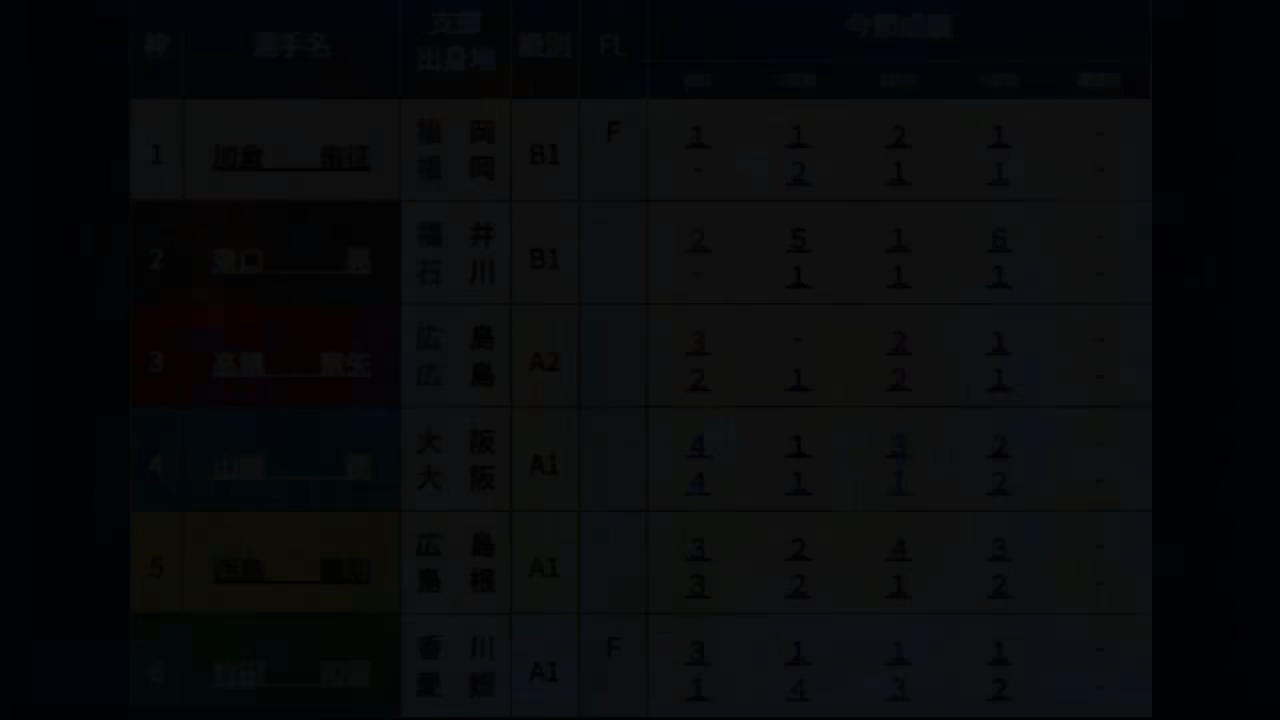 枠 選手名 支部 出身地 級別 FL 今節成績
1 福岡 福岡 B1 F
1 1 2 1 -
- 2 1 1 -
2 福井 石川 B1
2 5 1 6 -
- 1 1 1 -
3 広島 広島 A2
3 - 2 1 -
2 1 2 1 -
4 山崎 大阪 大阪 A1
4 1 3 2 -
4 1 1 2 -
5 西島 広島 島根 A1
3 2 4 3 -
3 2 1 2 -
6 香川 愛媛 A1 F
3 1 1 1 -
1 4 3 2 -